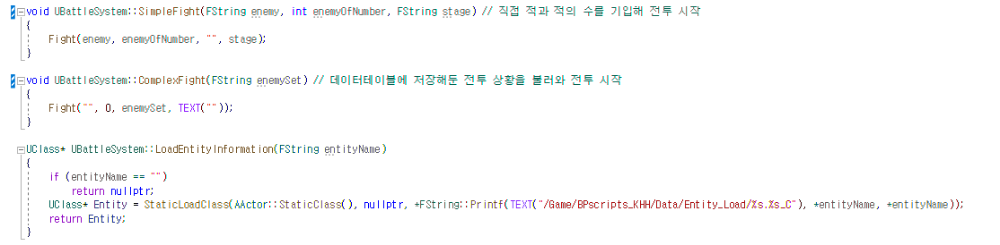 void UBattleSystem::SimpleFight(FString enemy, int enemyOfNumber, FString stage) // 직접 적과 적의 수를 기입해 전투 시작
{
Fight(enemy, enemyOfNumber, "", stage);
}
void UBattleSystem::ComplexFight(FString enemySet) // 데이터테이블에 저장해둔 전투 상황을 불러와 전투 시작
{
Fight("", 0, enemySet, TEXT(""));
}
UClass* UBattleSystem::LoadEntityInformation(FString entityName)
{
if (entityName == "")
return nullptr;
UClass* Entity = StaticLoadClass(AActor::StaticClass(), nullptr, *FString::Printf(TEXT("/Game/BPscripts_KHH/Data/Entity_Load/%s.%s_C"), *entityName, *entityName));
return Entity;
}